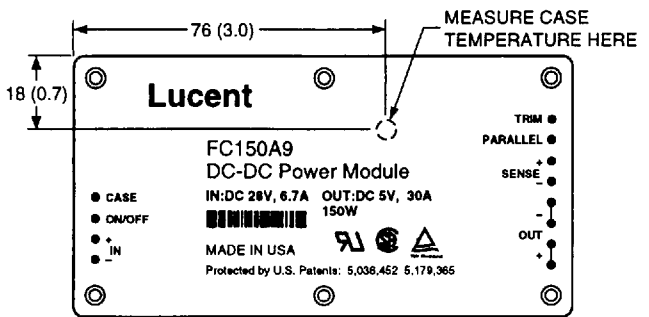 76 (3.0)
MEASURE CASE
TEMPERATURE HERE
18 (0.7)
Lucent
TRIM
PARALLEL
FC150A9
DC-DC Power Module
+
SENSE
–
IN:DC 28V, 6.7A OUT:DC 5V, 30A
150W
CASE
ON/OFF
+
IN
–
–
OUT
+
MADE IN USA
Protected by U.S. Patents: 5,036,452 5,179,365